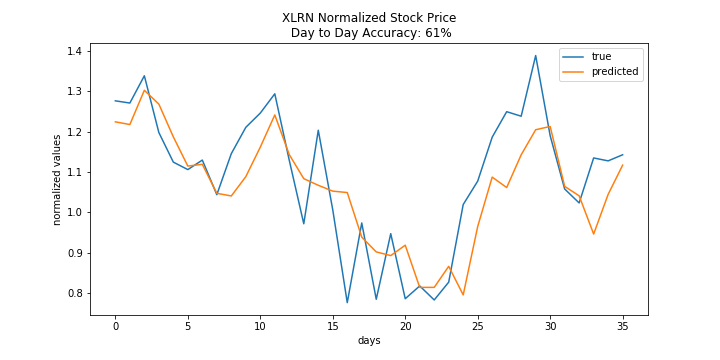 XLRN Normalized Stock Price
Day to Day Accuracy: 61%
true
predicted
normalized values
1.4
1.3
1.2
1.1
1.0
0.9
0.8
0 5 10 15 20 25 30 35
days